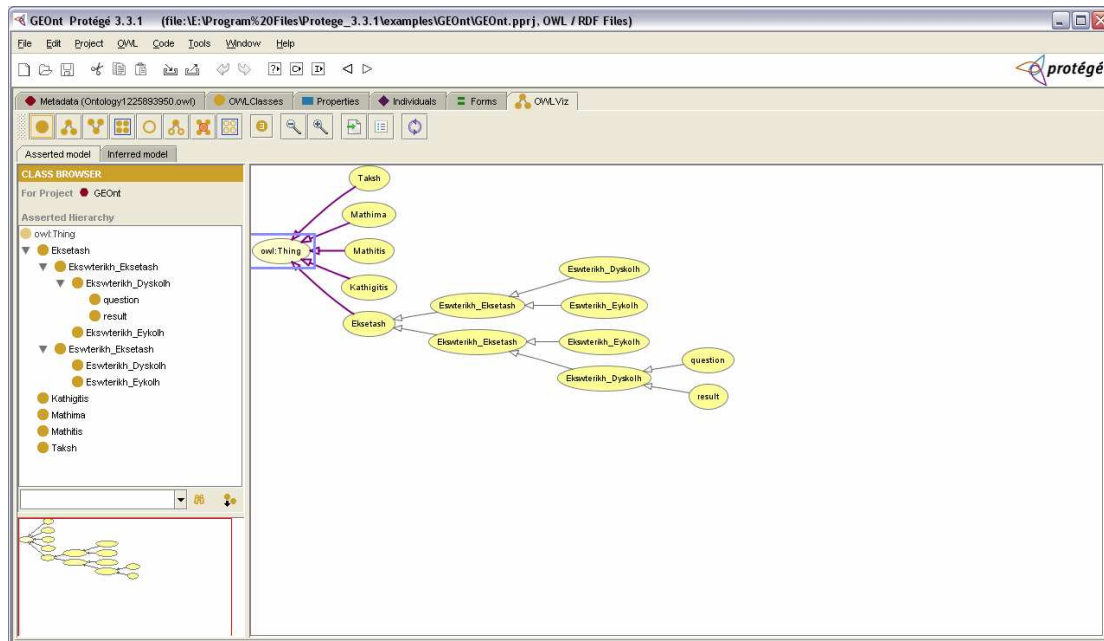 GEOnt Protégé 3.3.1 (file:\E:\Program%20Files\Protege_3.3.1\examples\GEOnt\GEOnt.pprj, OWL / RDF Files)
File Edit Project OWL Code Tools Window Help
protégé
Metadata (Ontology1225893950.owl) OWLClasses Properties Individuals Forms OWLViz
Asserted model Inferred model
CLASS BROWSER
For Project GEOnt
Asserted Hierarchy
owl:Thing
Eksetash
Ekswterikh_Eksetash
Ekswterikh_Dyskolh
question
result
Ekswterikh_Eykolh
Eswterikh_Eksetash
Eswterikh_Dyskolh
Eswterikh_Eykolh
Kathigitis
Mathima
Mathitis
Taksh
Taksh
Mathima
owl:Thing
Mathitis
Kathigitis
Eksetash
Eswterikh_Dyskolh
Eswterikh_Eksetash
Eswterikh_Eykolh
Ekswterikh_Eksetash
Ekswterikh_Eykolh
Ekswterikh_Dyskolh
question
result